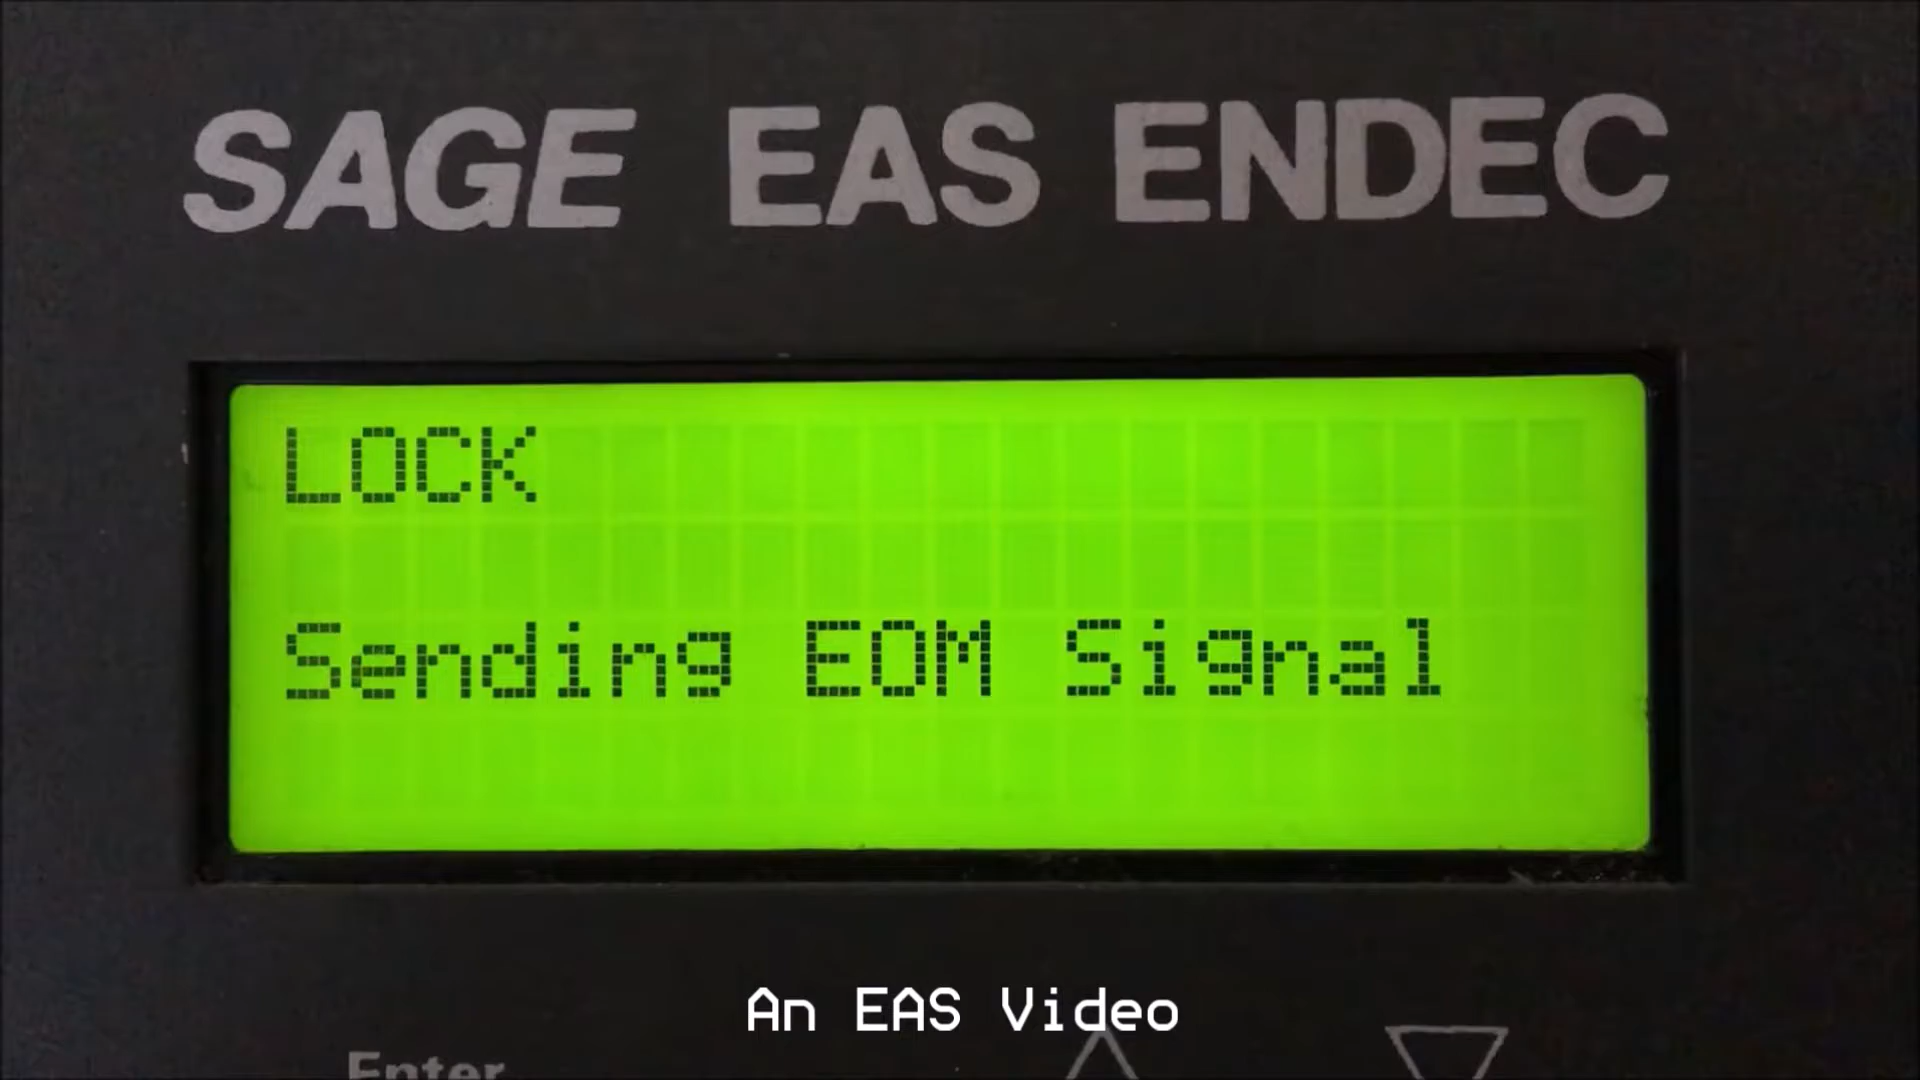 SAGE EAS ENDEC
LOCK
Sending EOM Signal
An EAS Video
Enter